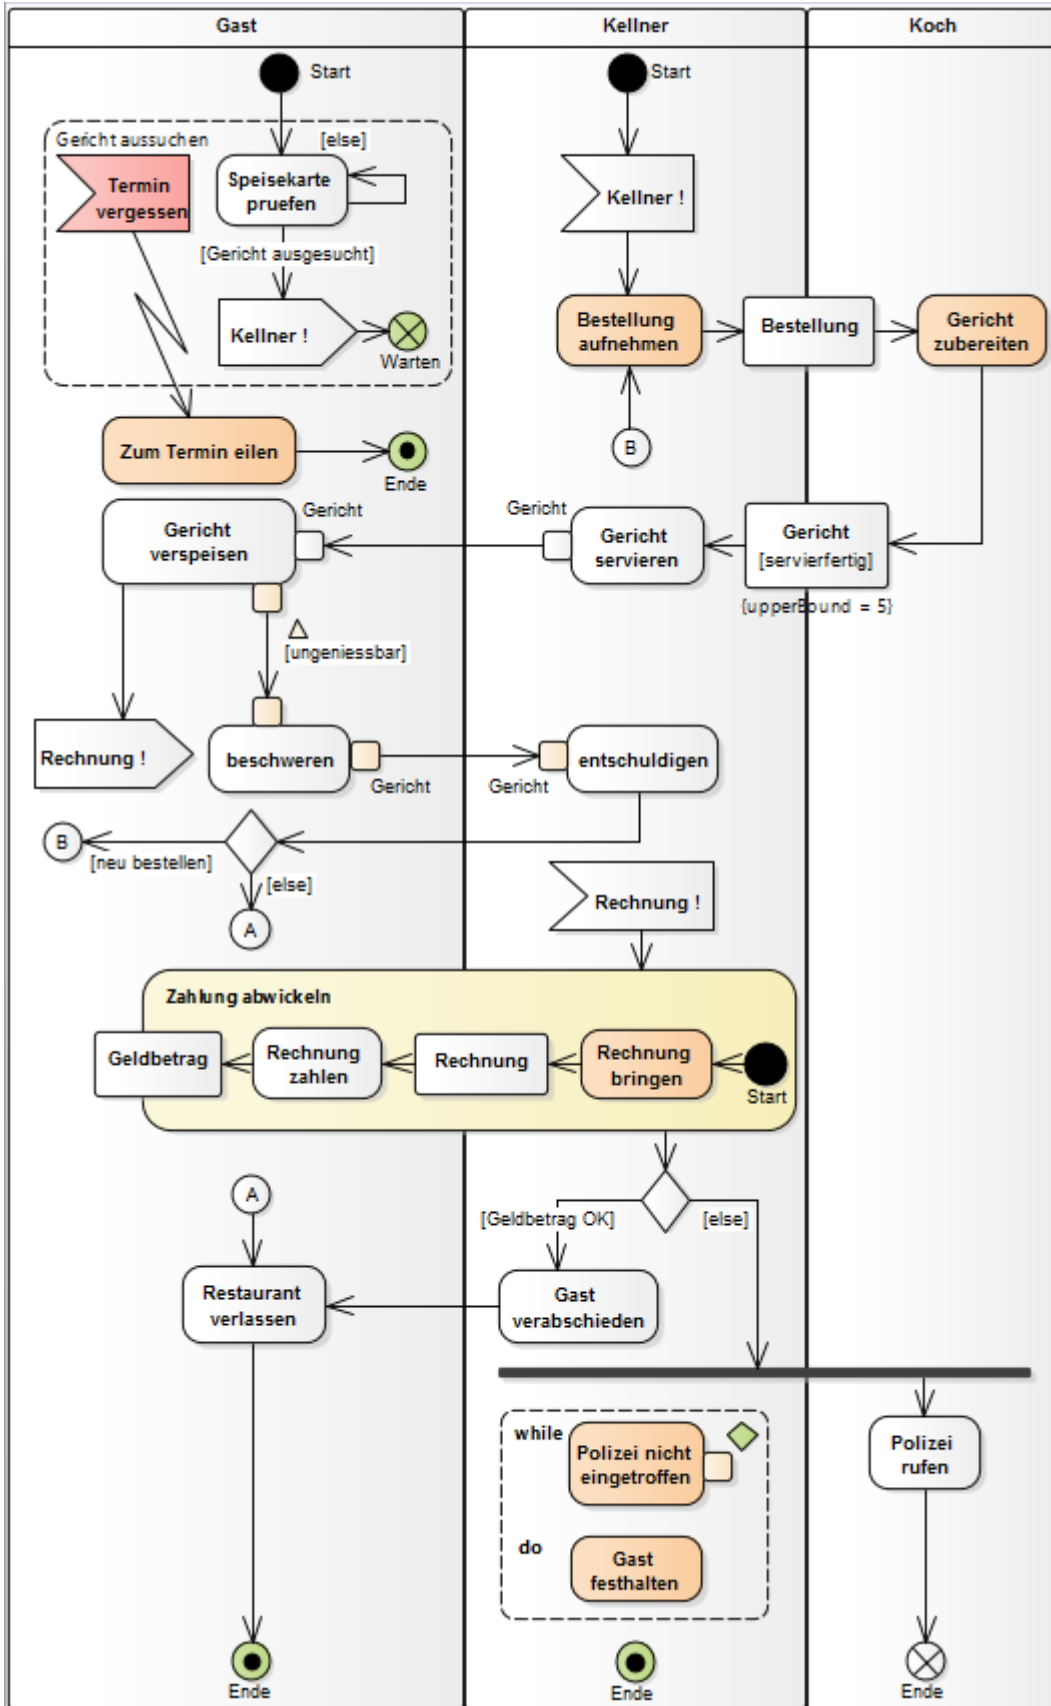 Gast
Kellner
Koch
Start
Start
Gericht aussuchen
[else]
Termin
vergessen
Speisekarte
pruefen
Kellner !
[Gericht ausgesucht]
Kellner !
Warten
Bestellung
aufnehmen
Bestellung
Gericht
zubereiten
Zum Termin eilen
Ende
B
Gericht
verspeisen
Gericht
Gericht
Gericht
servieren
Gericht
[servierfertig]
{upperBound = 5}
[ungeniessbar]
Rechnung !
beschweren
Gericht
Gericht
entschuldigen
B
[neu bestellen]
[else]
A
Rechnung !
Zahlung abwickeln
Geldbetrag
Rechnung
zahlen
Rechnung
Rechnung
bringen
Start
A
[Geldbetrag OK]
[else]
Restaurant
verlassen
Gast
verabschieden
while
Polizei nicht
eingetroffen
Polizei
rufen
do
Gast
festhalten
Ende
Ende
Ende